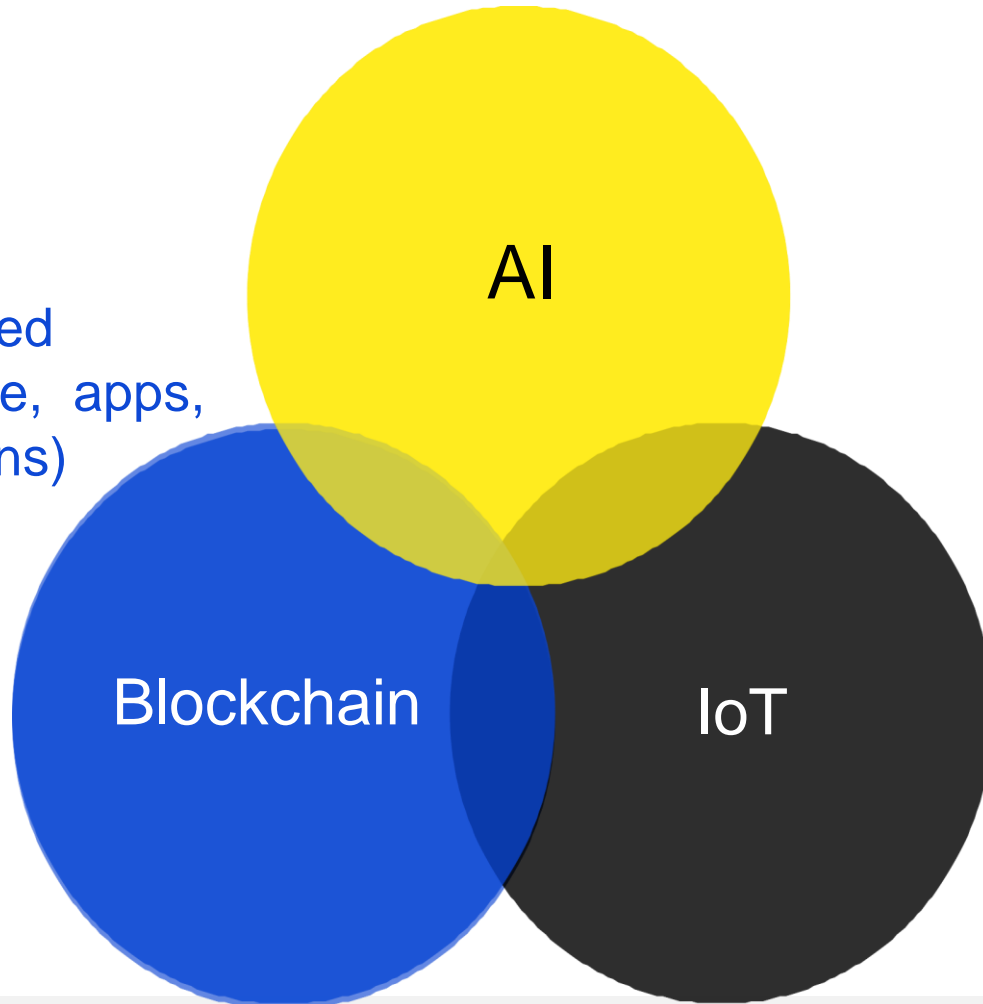 AI
ed
e, apps,
ns)
Blockchain
IoT